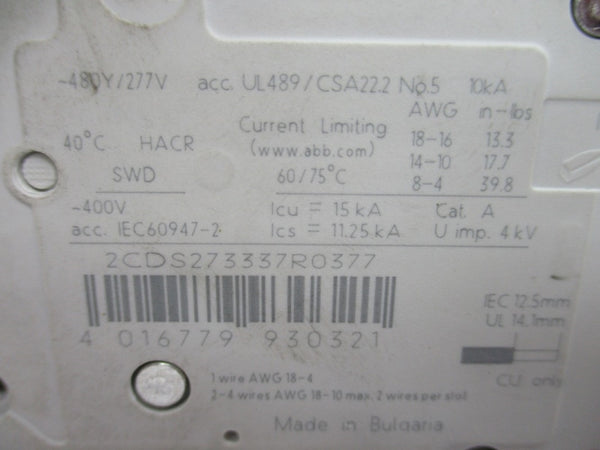 ~480Y/277V acc. UL489/CSA22.2 No.5 10kA
AWG in-lbs
40°C HACR Current Limiting 18-16 13.3
(www.abb.com) 14-10 17.7
SWD 60/75°C 8-4 39.8
~400V Icu = 15 kA Cat. A
acc. IEC60947-2 Ics = 11.25 kA U imp. 4 kV
2CDS273337R0377
IEC 12.5mm
UL 14.1mm
4 016779 930321
CU only
1 wire AWG 18-4
2-4 wires AWG 18-10 max. 2 wires per slot
Made in Bulgaria